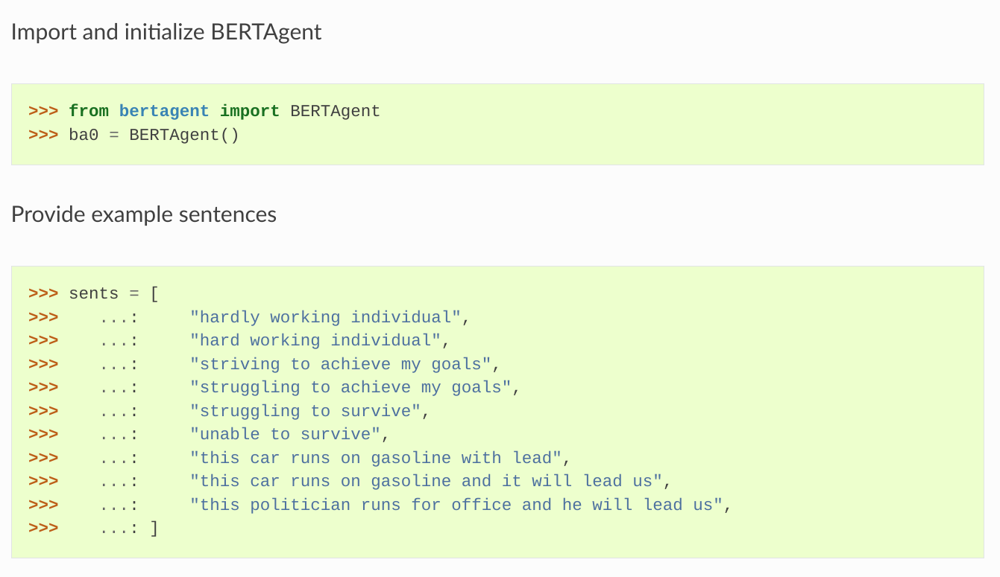 Import and initialize BERTAgent
>>> from bertagent import BERTAgent
>>> ba0 = BERTAgent()
Provide example sentences
>>> sents = [
>>>    ...:     "hardly working individual",
>>>    ...:     "hard working individual",
>>>    ...:     "striving to achieve my goals",
>>>    ...:     "struggling to achieve my goals",
>>>    ...:     "struggling to survive",
>>>    ...:     "unable to survive",
>>>    ...:     "this car runs on gasoline with lead",
>>>    ...:     "this car runs on gasoline and it will lead us",
>>>    ...:     "this politician runs for office and he will lead us",
>>>    ...: ]